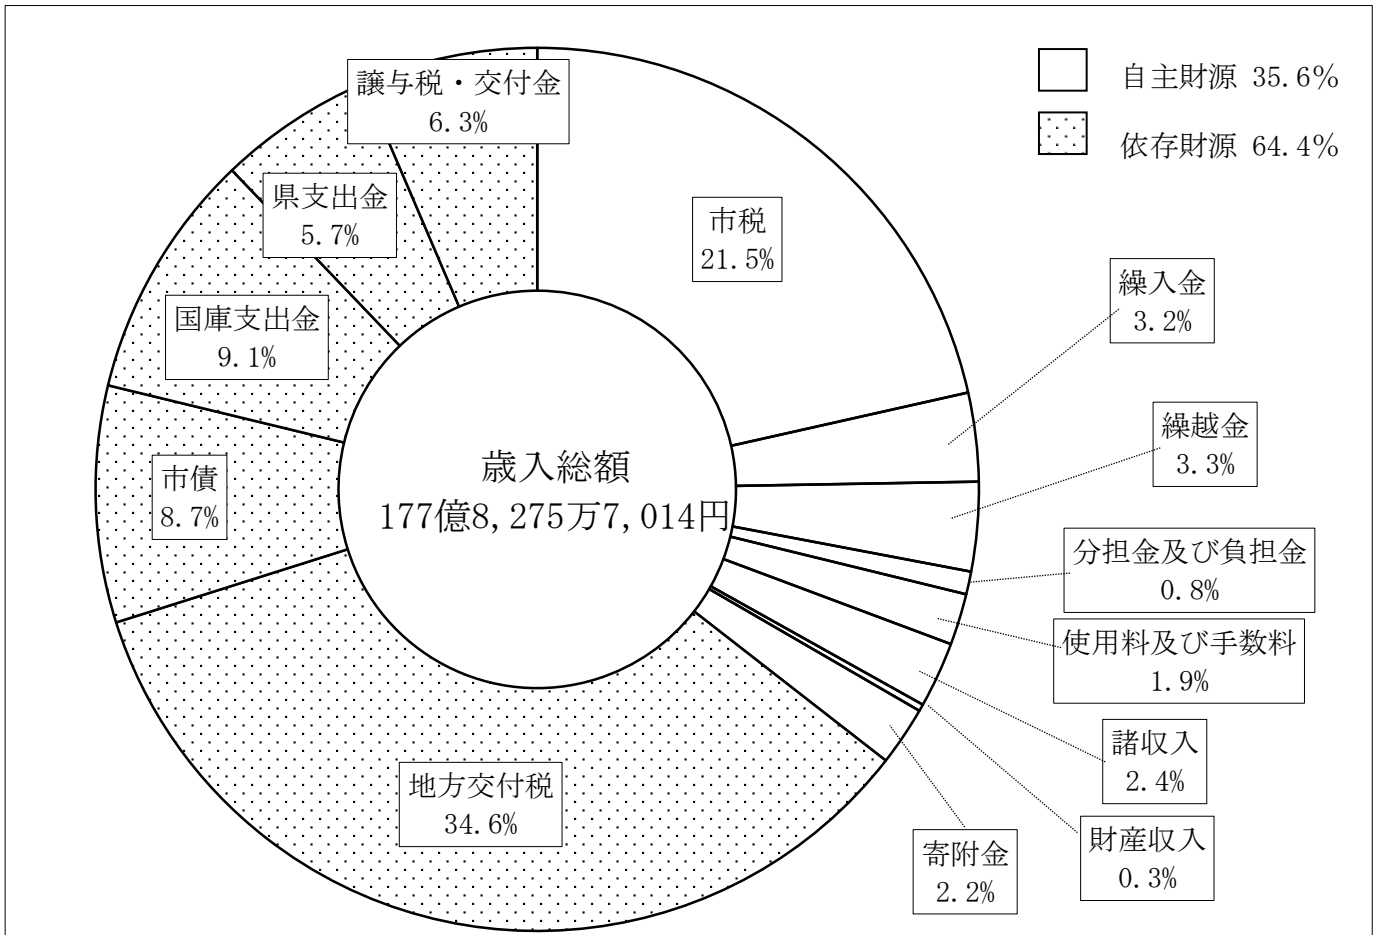 自主財源 35.6%
依存財源 64.4%
譲与税・交付金
6.3%
県支出金
5.7%
国庫支出金
9.1%
市債
8.7%
地方交付税
34.6%
歳入総額
177億8,275万7,014円
市税
21.5%
繰入金
3.2%
繰越金
3.3%
分担金及び負担金
0.8%
使用料及び手数料
1.9%
諸収入
2.4%
財産収入
0.3%
寄附金
2.2%